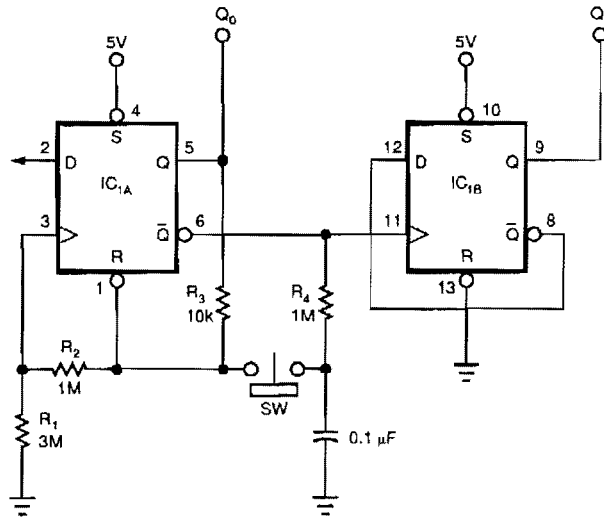 Q₀
Q
5V
5V
4
10
S
S
2
D
Q
5
12
D
Q
9
IC₁A
IC₁B
3
Q̅
6
11
Q̅
8
R
R
1
13
R₃
10k
R₄
1M
R₂
1M
SW
R₁
3M
0.1 µF